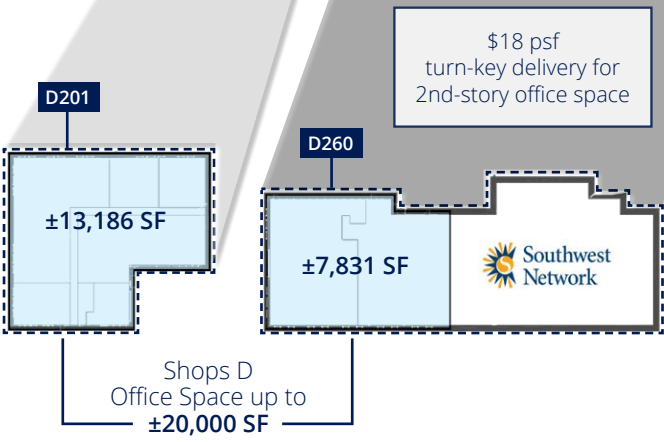 $18 psf
turn-key delivery for
2nd-story office space
D201
D260
±13,186 SF
±7,831 SF
Southwest
Network
Shops D
Office Space up to
±20,000 SF